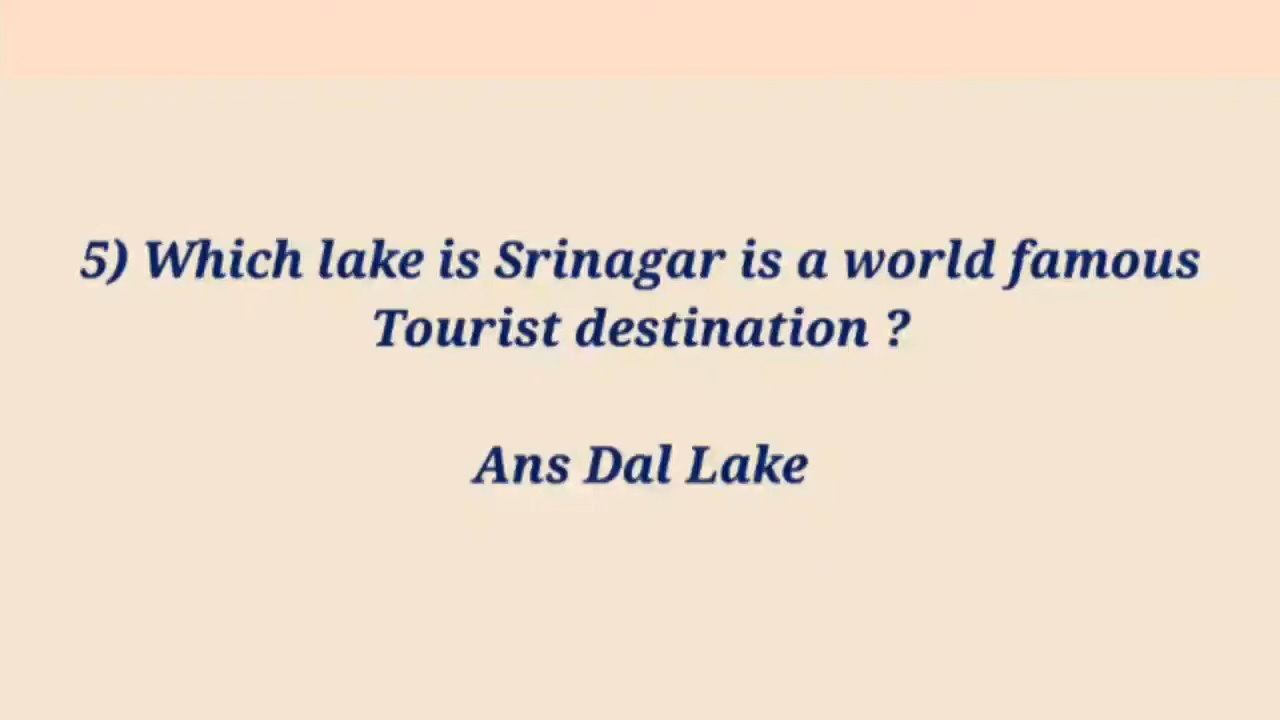 5) Which lake is Srinagar is a world famous
Tourist destination ?
Ans Dal Lake